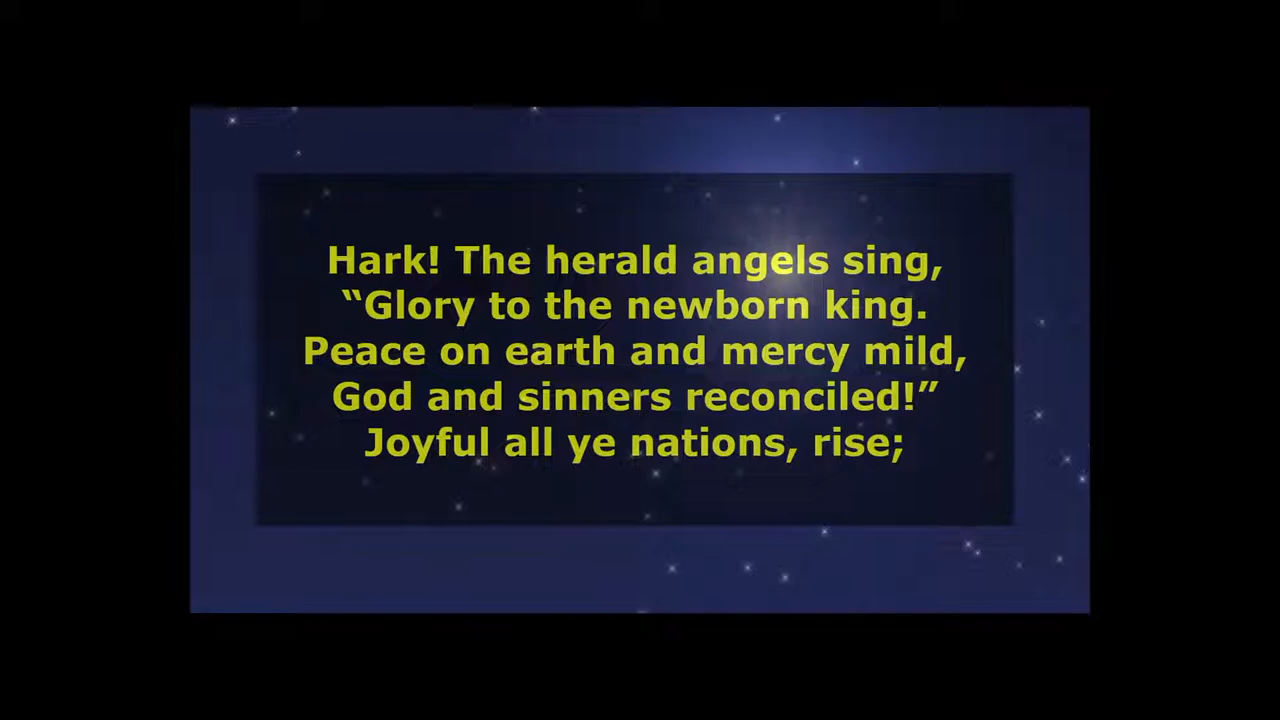 Hark! The herald angels sing,
“Glory to the newborn king.
Peace on earth and mercy mild,
God and sinners reconciled!”
Joyful all ye nations, rise;